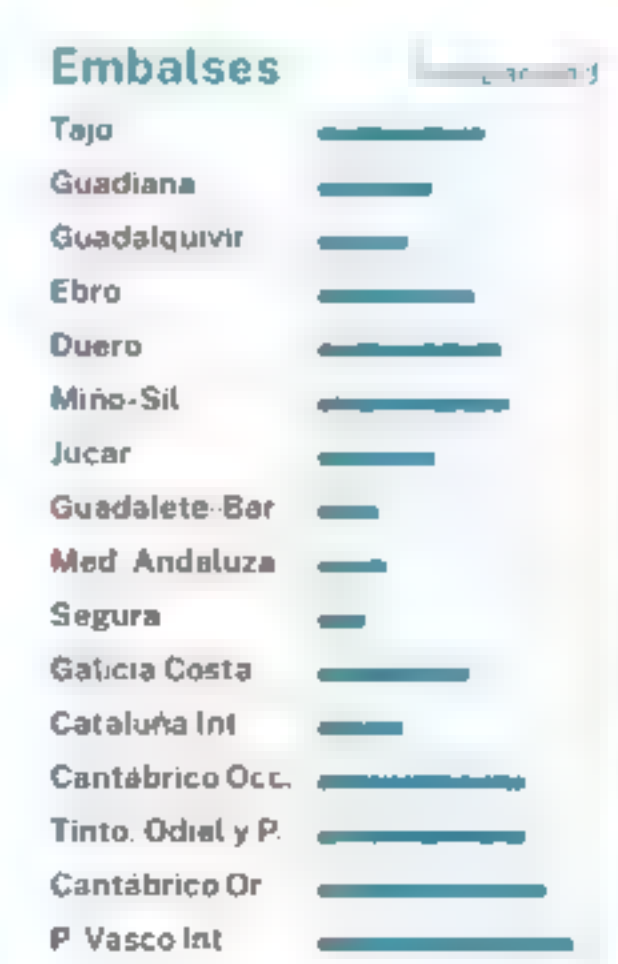 Embalses
Tajo
Guadiana
Guadalquivir
Ebro
Duero
Miño-Sil
Jucar
Guadalete-Bar
Med Andaluza
Segura
Galicia Costa
Cataluña Int
Cantábrico Occ.
Tinto, Odiel y P.
Cantábrico Or
P Vasco Int